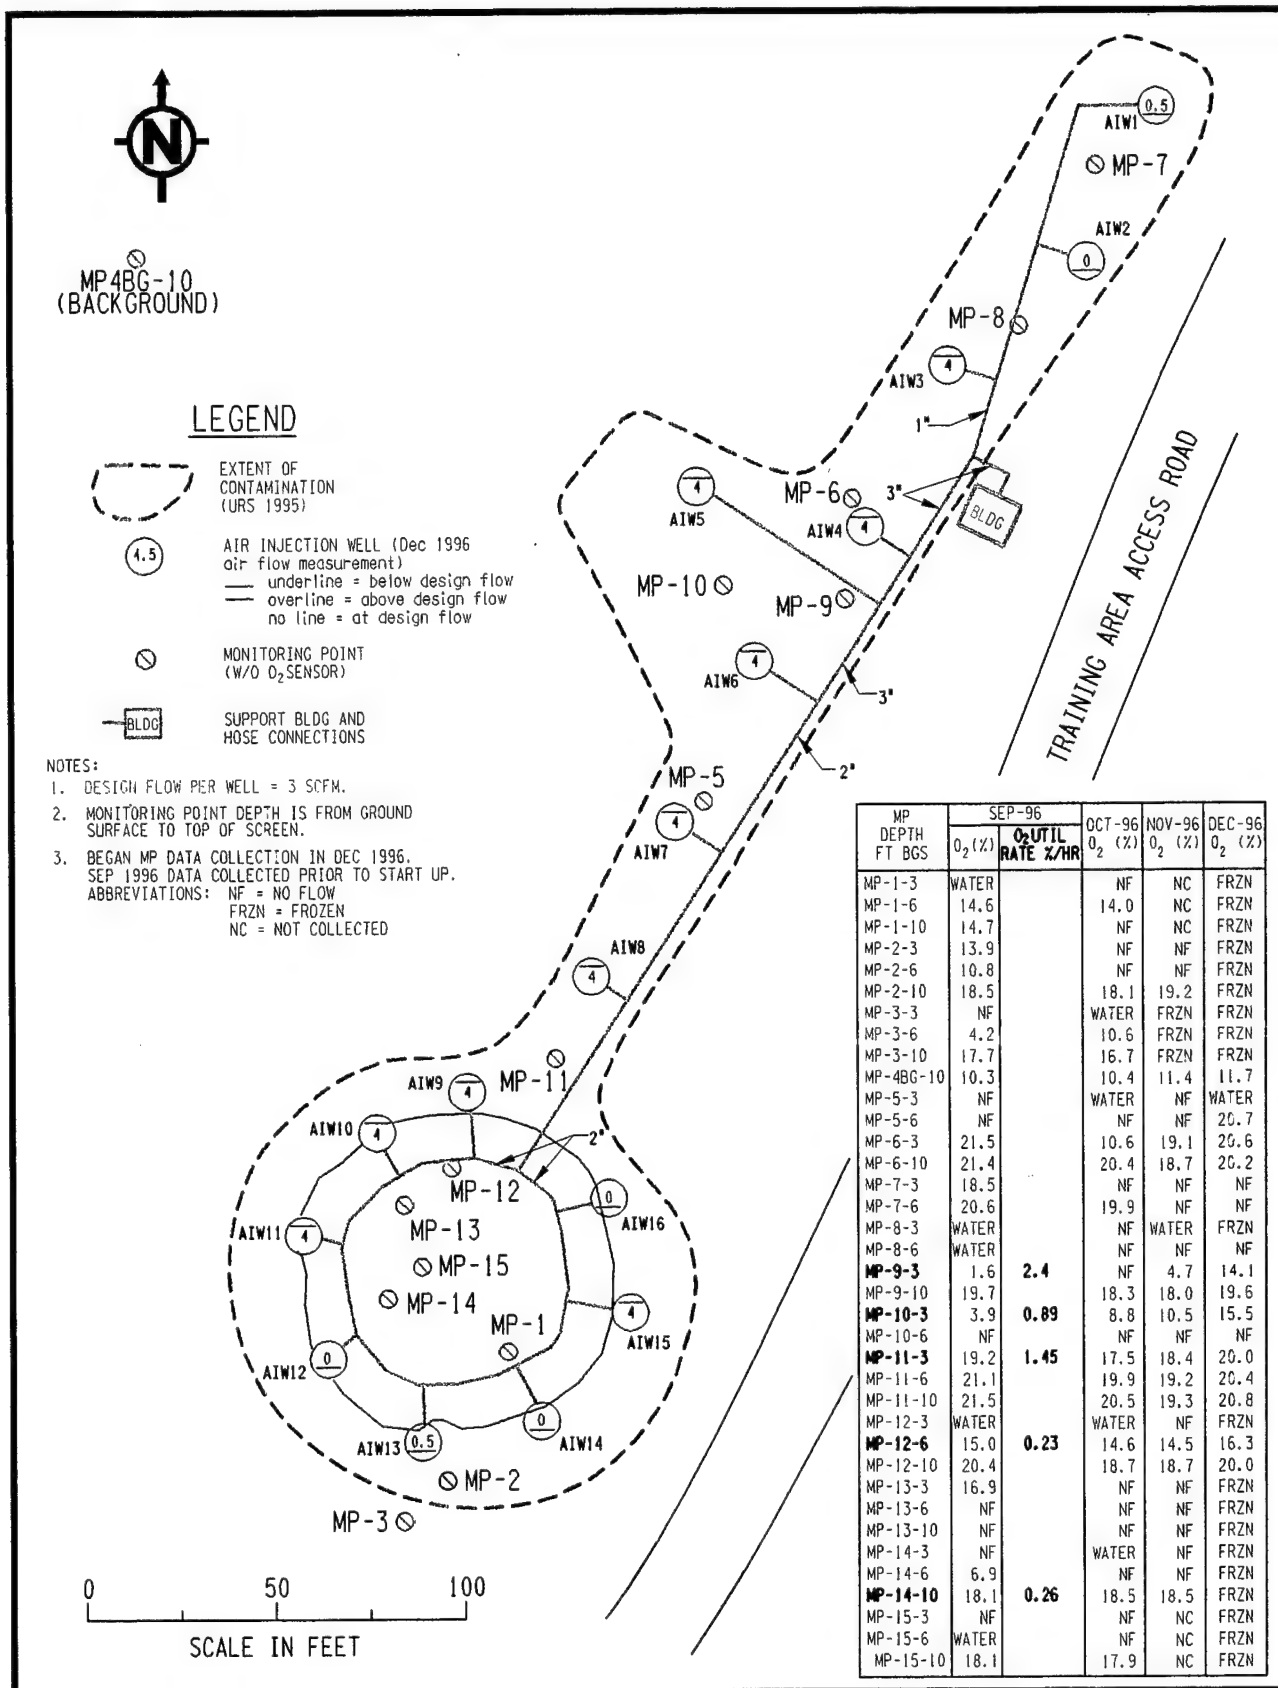 N
MP4BG-10
(BACKGROUND)
LEGEND
EXTENT OF
CONTAMINATION
(URS 1995)
4.5
AIR INJECTION WELL (Dec 1996
air flow measurement)
underline = below design flow
overline = above design flow
no line = at design flow
MONITORING POINT
(W/O O2 SENSOR)
BLDG
SUPPORT BLDG AND
HOSE CONNECTIONS
NOTES:
1. DESIGN FLOW PER WELL = 3 SCFM.
2. MONITORING POINT DEPTH IS FROM GROUND
SURFACE TO TOP OF SCREEN.
3. BEGAN MP DATA COLLECTION IN DEC 1996.
SEP 1996 DATA COLLECTED PRIOR TO START UP.
ABBREVIATIONS: NF = NO FLOW
FRZN = FROZEN
NC = NOT COLLECTED
0.5
AIW1
MP-7
AIW2
0
MP-8
4
AIW3
1"
3"
BLDG
4
AIW5
MP-6
4
AIW4
MP-10
MP-9
4
AIW6
3"
2"
TRAINING AREA ACCESS ROAD
MP-5
4
AIW7
AIW8
4
MP-11
AIW9
4
AIW10
4
2"
MP-12
MP-13
0
AIW16
AIW11
4
MP-15
MP-14
4
AIW15
MP-1
AIW12
0
AIW13
0.5
0
AIW14
MP-2
MP-3
0 50 100
SCALE IN FEET
MP DEPTH FT BGS SEP-96 OCT-96 NOV-96 DEC-96
O2 (%) O2 UTIL RATE %/HR O2 (%) O2 (%) O2 (%)
MP-1-3 WATER NF NC FRZN
MP-1-6 14.6 14.0 NC FRZN
MP-1-10 14.7 NF NC FRZN
MP-2-3 13.9 NF NF FRZN
MP-2-6 10.8 NF NF FRZN
MP-2-10 18.5 18.1 19.2 FRZN
MP-3-3 NF WATER FRZN FRZN
MP-3-6 4.2 10.6 FRZN FRZN
MP-3-10 17.7 16.7 FRZN FRZN
MP-4BG-10 10.3 10.4 11.4 11.7
MP-5-3 NF WATER NF WATER
MP-5-6 NF NF NF 20.7
MP-6-3 21.5 10.6 19.1 20.6
MP-6-10 21.4 20.4 18.7 20.2
MP-7-3 18.5 NF NF NF
MP-7-6 20.6 19.9 NF NF
MP-8-3 WATER NF WATER FRZN
MP-8-6 WATER NF NF NF
MP-9-3 1.6 2.4 NF 4.7 14.1
MP-9-10 19.7 18.3 18.0 19.6
MP-10-3 3.9 0.89 8.8 10.5 15.5
MP-10-6 NF NF NF NF
MP-11-3 19.2 1.45 17.5 18.4 20.0
MP-11-6 21.1 19.9 19.2 20.4
MP-11-10 21.5 20.5 19.3 20.8
MP-12-3 WATER WATER NF FRZN
MP-12-6 15.0 0.23 14.6 14.5 16.3
MP-12-10 20.4 18.7 18.7 20.0
MP-13-3 16.9 NF NF FRZN
MP-13-6 NF NF NF FRZN
MP-13-10 NF NF NF FRZN
MP-14-3 NF WATER NF FRZN
MP-14-6 6.9 NF NF FRZN
MP-14-10 18.1 0.26 18.5 18.5 FRZN
MP-15-3 NF NF NC FRZN
MP-15-6 WATER NF NC FRZN
MP-15-10 18.1 17.9 NC FRZN